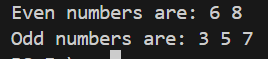 Even numbers are: 6 8
Odd numbers are: 3 5 7